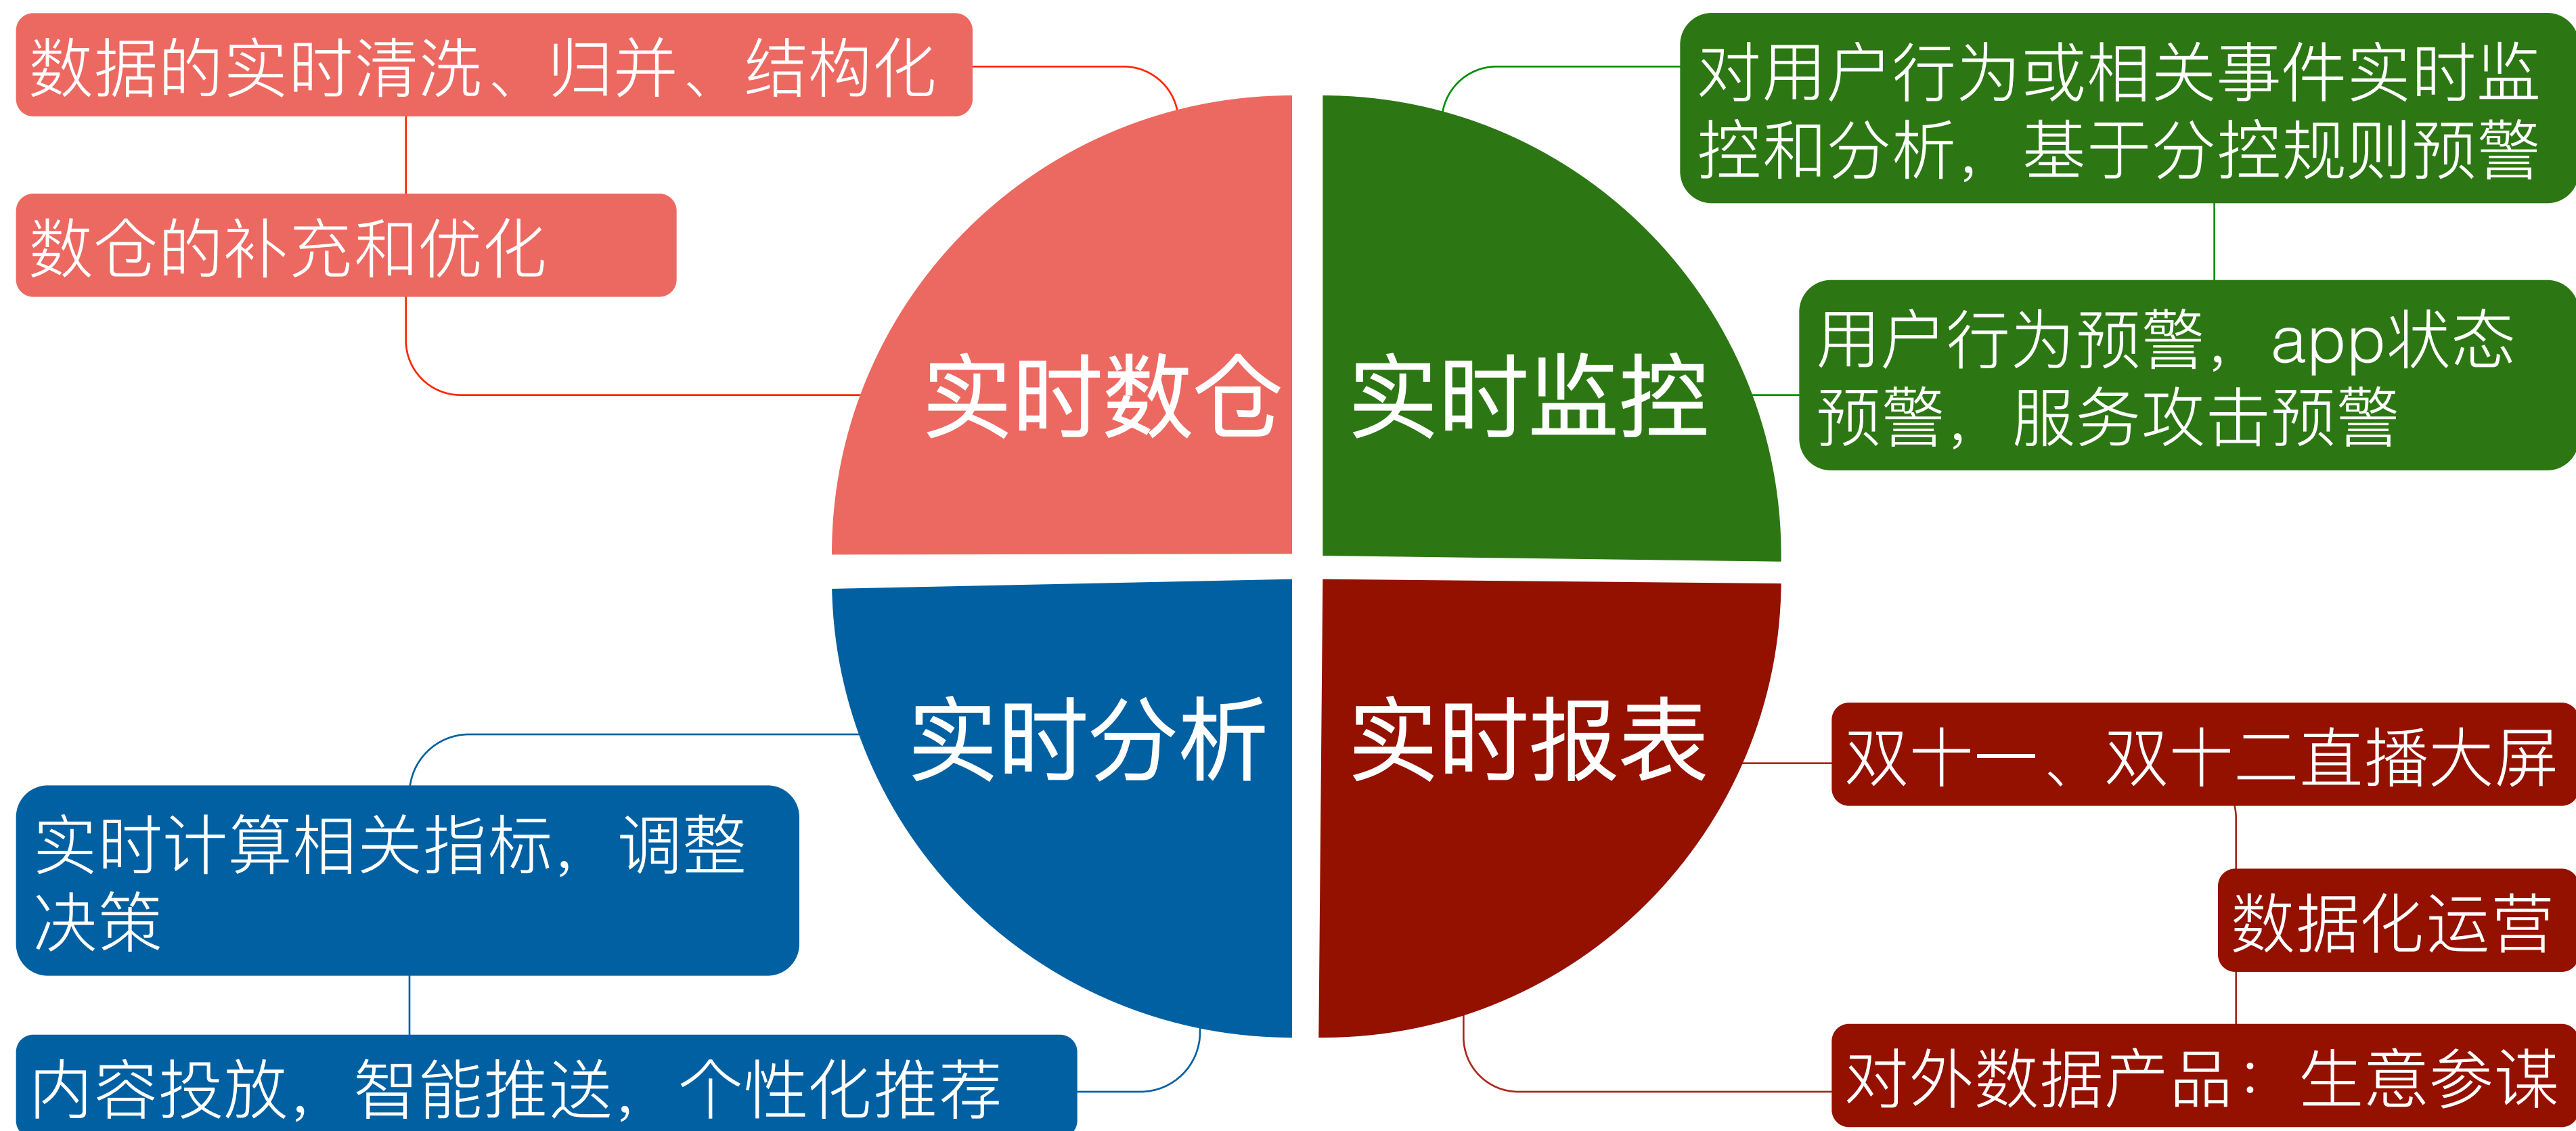 数据的实时清洗、归并、结构化
数仓的补充和优化
实时数仓
对用户行为或相关事件实时监
控和分析，基于分控规则预警
用户行为预警，app状态
预警，服务攻击预警
实时监控
实时分析
实时计算相关指标，调整
决策
内容投放，智能推送，个性化推荐
实时报表
双十一、双十二直播大屏
数据化运营
对外数据产品：生意参谋